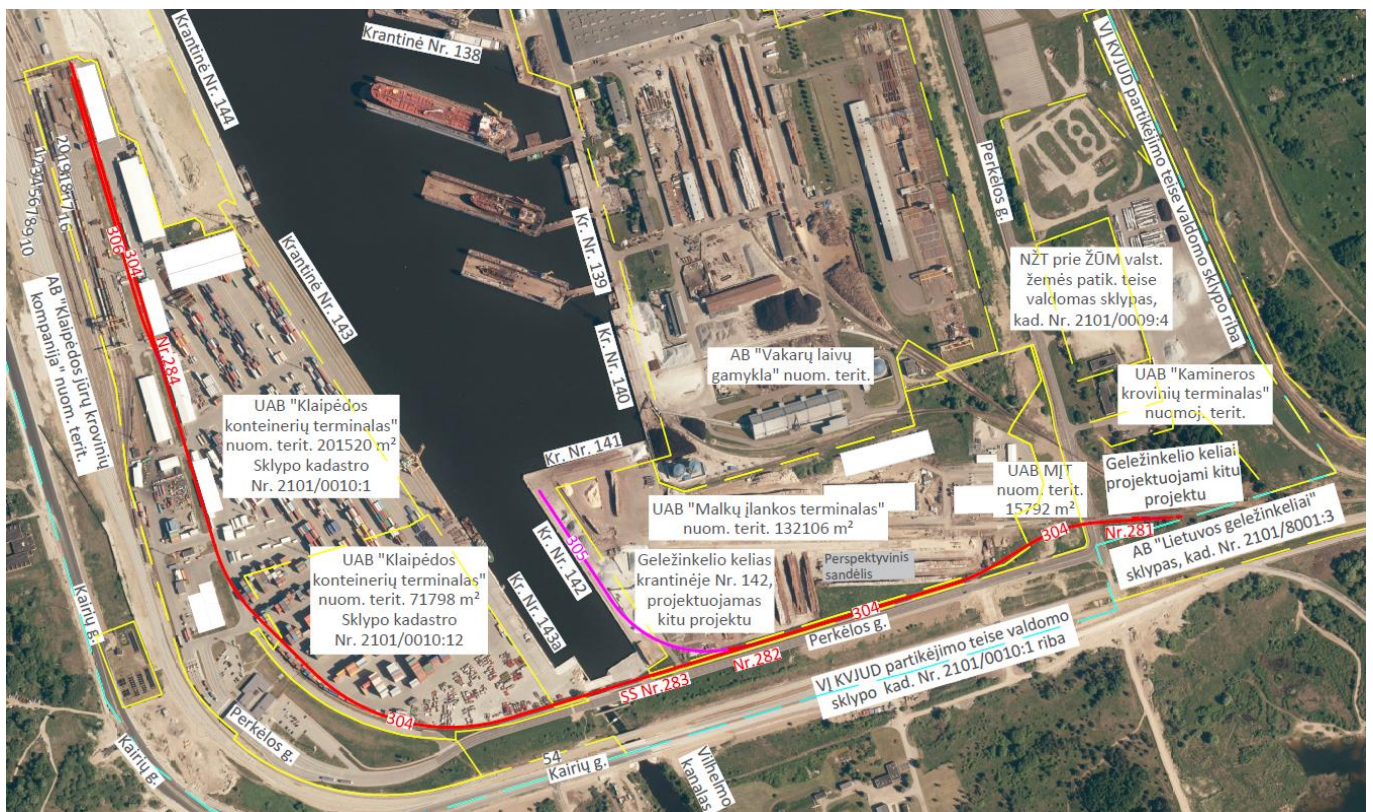 Krantinė Nr. 144
Krantinė Nr. 138
VĮ KVJUD partikėjimo teise valdomo sklypo riba
2019181716
12345678910
306
304
Krantinė Nr. 143
AB "Klaipėdos jūrų krovinių
kompanija" nuom. terit.
Nr.284
Kr. Nr. 139
Kr. Nr. 140
Perkėlos g.
NŽT prie ŽŪM valst.
žemės patik. teise
valdomas sklypas,
kad. Nr. 2101/0009:4
AB "Vakarų laivų
gamykla" nuom. terit.
UAB "Kamineros
krovinių terminalas"
nuomoj. terit.
UAB "Klaipėdos
konteinerių terminalas"
nuom. terit. 201520 m²
Sklypo kadastro
Nr. 2101/0010:1
Kr. Nr. 141
Kr. Nr. 142
305
UAB "Malkų įlankos terminalas"
nuom. terit. 132106 m²
UAB MJT
nuom. terit.
15792 m²
Geležinkelio keliai
projektuojami kitu
projektu
304
Nr.281
AB "Lietuvos geležinkeliai"
sklypas, kad. Nr. 2101/8001:3
UAB "Klaipėdos
konteinerių terminalas"
nuom. terit. 71798 m²
Sklypo kadastro
Nr. 2101/0010:12
Kr. Nr. 143a
Geležinkelio kelias
krantinėje Nr. 142,
projektuojamas
kitu projektu
Perspektyvinis
sandėlis
304
Perkėlos g.
Nr.282
SS Nr.283
304
VĮ KVJUD partikėjimo teise valdomo
sklypo kad. Nr. 2101/0010:1 riba
Kairių g.
Perkėlos g.
Kairių g.
54
Kairių g.
Vilhelmo
kanalas